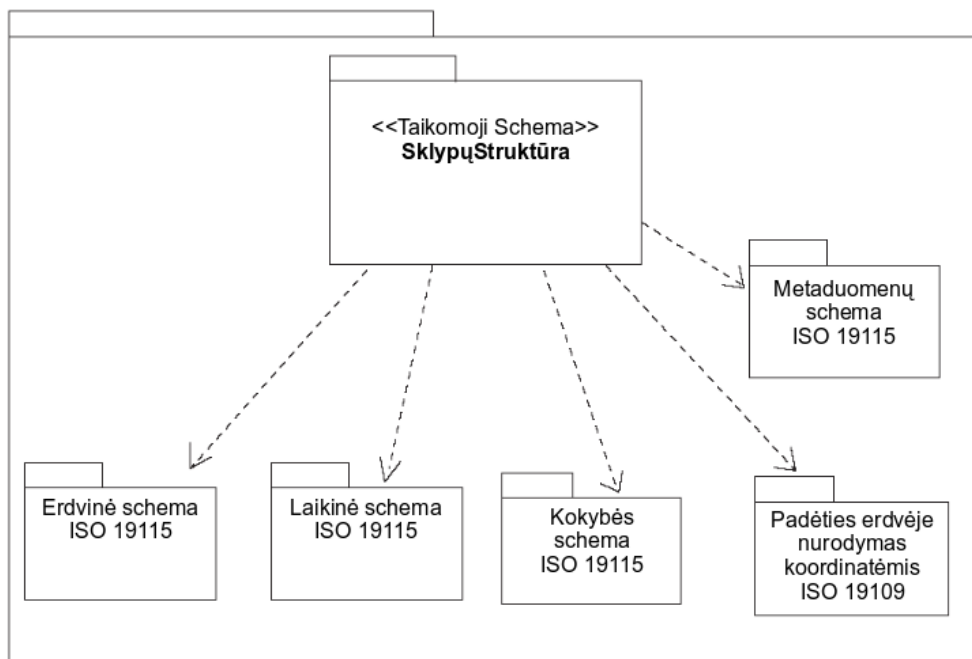 <<Taikomoji Schema>>
SklypųStruktūra
Metaduomenų
schema
ISO 19115
Erdvinė schema
ISO 19115
Laikinė schema
ISO 19115
Kokybės
schema
ISO 19115
Padėties erdvėje
nurodymas
koordinatėmis
ISO 19109